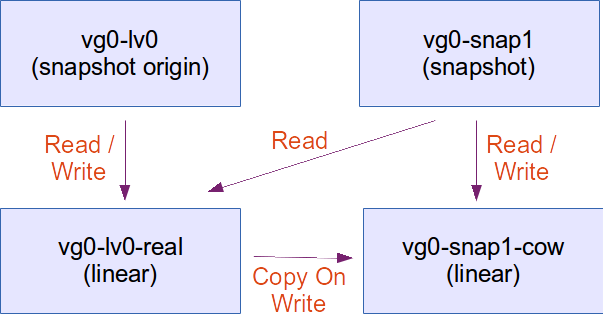 vg0-lv0
(snapshot origin)
vg0-snap1
(snapshot)
Read /
Write
Read
Read /
Write
vg0-lv0-real
(linear)
Copy On
Write
vg0-snap1-cow
(linear)